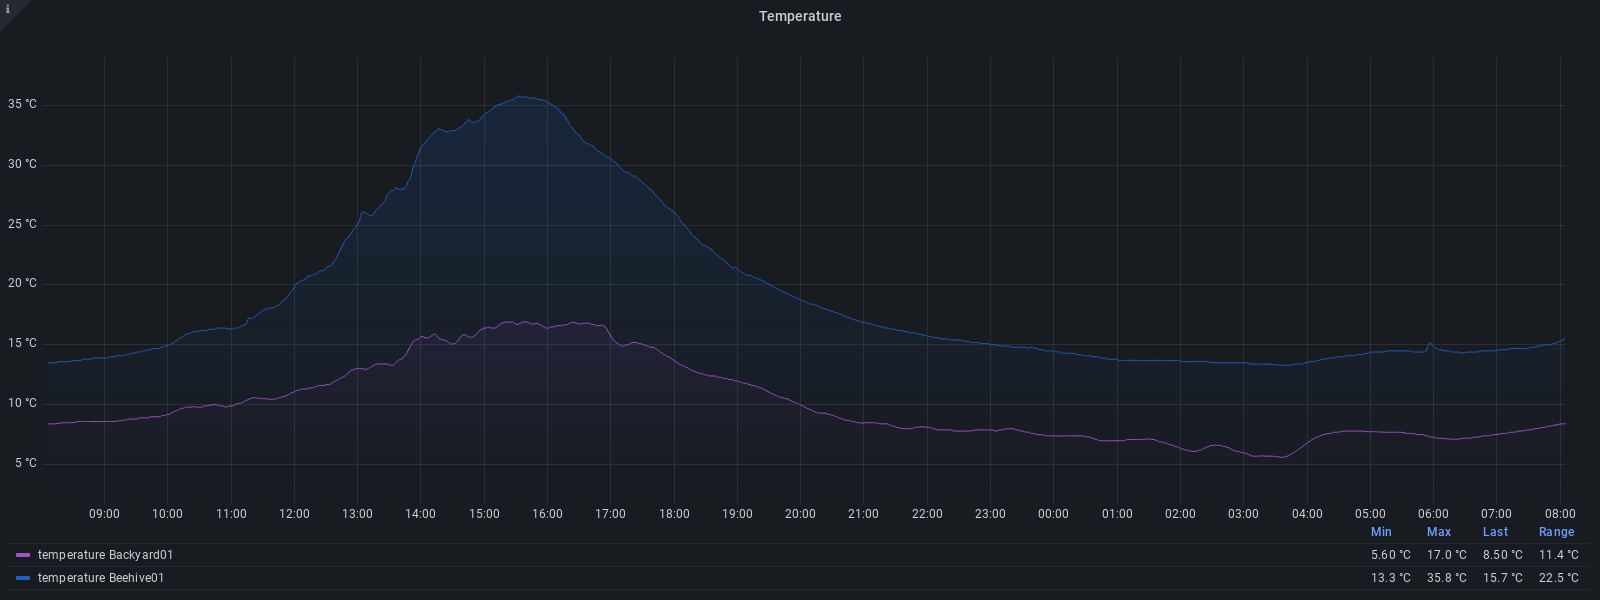 i
Temperature
35 °C
30 °C
25 °C
20 °C
15 °C
10 °C
5 °C
09:00 10:00 11:00 12:00 13:00 14:00 15:00 16:00 17:00 18:00 19:00 20:00 21:00 22:00 23:00 00:00 01:00 02:00 03:00 04:00 05:00 06:00 07:00 08:00
Min Max Last Range
temperature Backyard01 5.60 °C 17.0 °C 8.50 °C 11.4 °C
temperature Beehive01 13.3 °C 35.8 °C 15.7 °C 22.5 °C